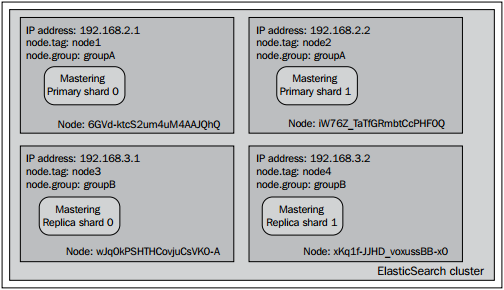 IP address: 192.168.2.1
node.tag: node1
node.group: groupA
Mastering
Primary shard 0
Node: 6GVd-ktcS2um4uM4AAJQhQ
IP address: 192.168.2.2
node.tag: node2
node.group: groupA
Mastering
Primary shard 1
Node: iW76Z_TaTfGRmbtCcPHF0Q
IP address: 192.168.3.1
node.tag: node3
node.group: groupB
Mastering
Replica shard 0
Node: wJq0kPSHTHCovjuCsVK0-A
IP address: 192.168.3.2
node.tag: node4
node.group: groupB
Mastering
Replica shard 1
Node: xKq1f-JJHD_voxussBB-x0
ElasticSearch cluster